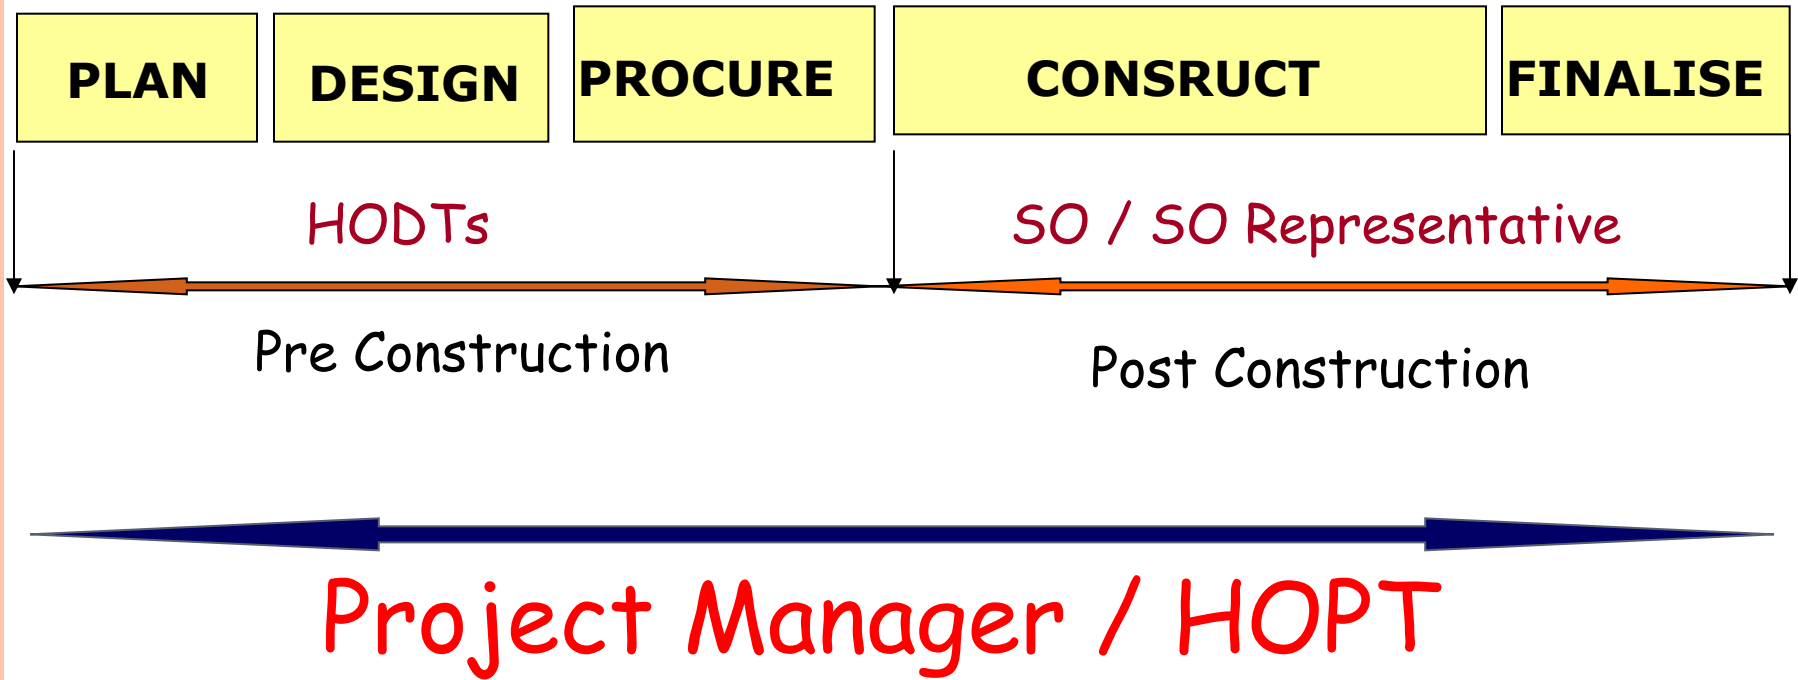 PLAN
DESIGN
PROCURE
CONSRUCT
FINALISE
HODTs
SO / SO Representative
Pre Construction
Post Construction
Project Manager / HOPT